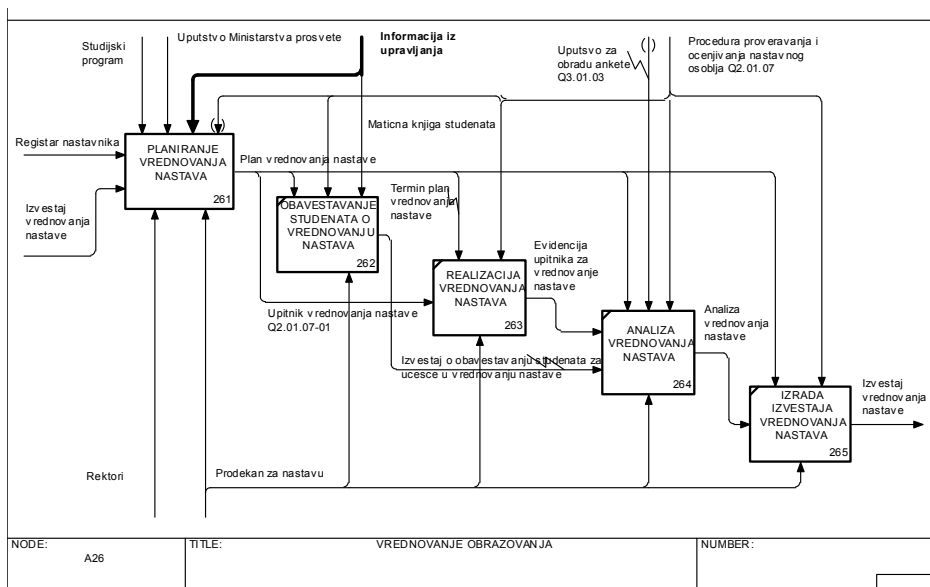 Studijski
program
Uputstvo Ministarstva prosvete
Informacija iz
upravljanja
Uputsvo za
obradu ankete
Q3.01.03
Procedura proveravanja i
ocenjivanje nastavnog
osoblja Q2.01.07
Maticna knjiga studenata
Registar nastavnika
PLANIRANJE
VREDNOVANJA
NASTAVA
261
Plan vrednovanja nastave
Izvestaj
vrednovanja
nastave
OBAVESTAVANJE
STUDENATA O
VREDNOVANJU
NASTAVA
262
Termin plan
vrednovanja
nastave
Evidencija
upitnika za
vrednovanje
nastave
REALIZACIJA
VREDNOVANJA
NASTAVA
263
Upitnik vrednovanja nastave
Q2.01.07-01
ANALIZA
VREDNOVANJA
NASTAVA
264
Analiza
vrednovanja
nastave
Izvestaj o obavestavanju studenata za
ucesce u vrednovanju nastave
IZRADA
IZVESTAJA
VREDNOVANJA
NASTAVA
265
Izvestaj
vrednovanja
nastave
Rektori
Prodekan za nastavu
NODE:
A26
TITLE:
VREDNOVANJE OBRAZOVANJA
NUMBER: